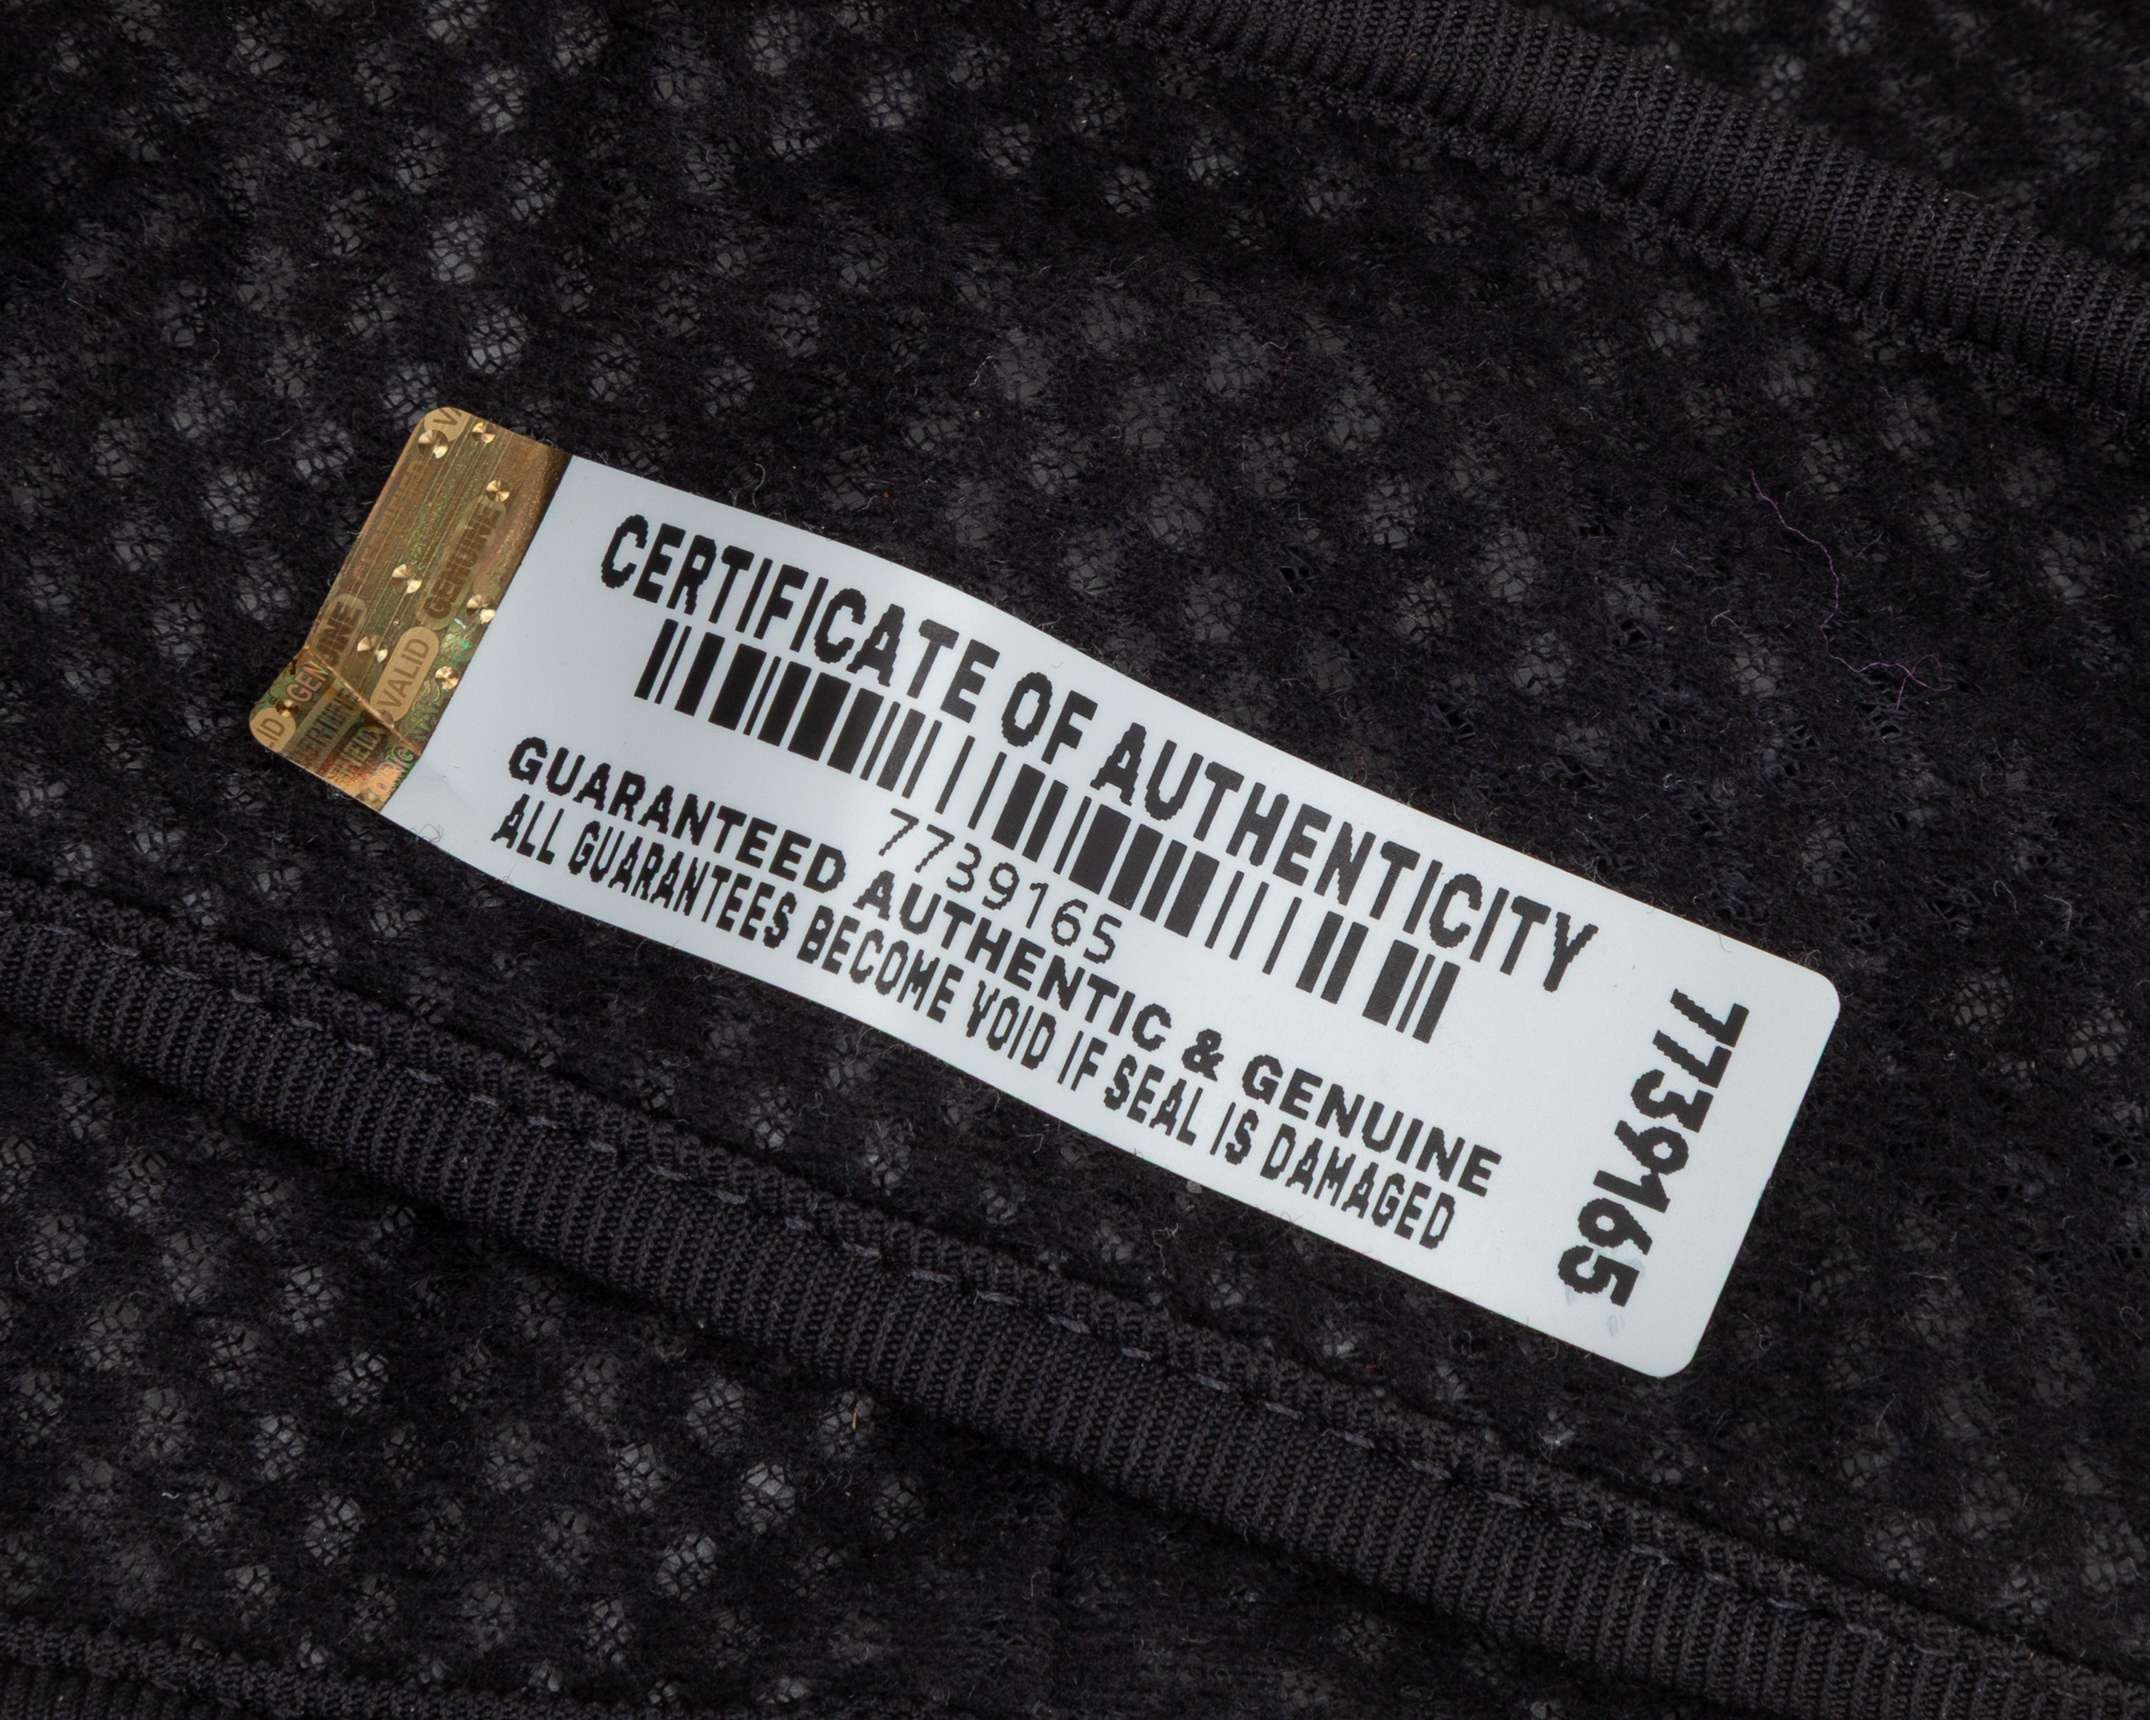 VALID
GENUINE
GENUINE
VALID
CERTIFICATE OF AUTHENTICITY
7739165
GUARANTEED AUTHENTIC & GENUINE
ALL GUARANTEES BECOME VOID IF SEAL IS DAMAGED
7739165